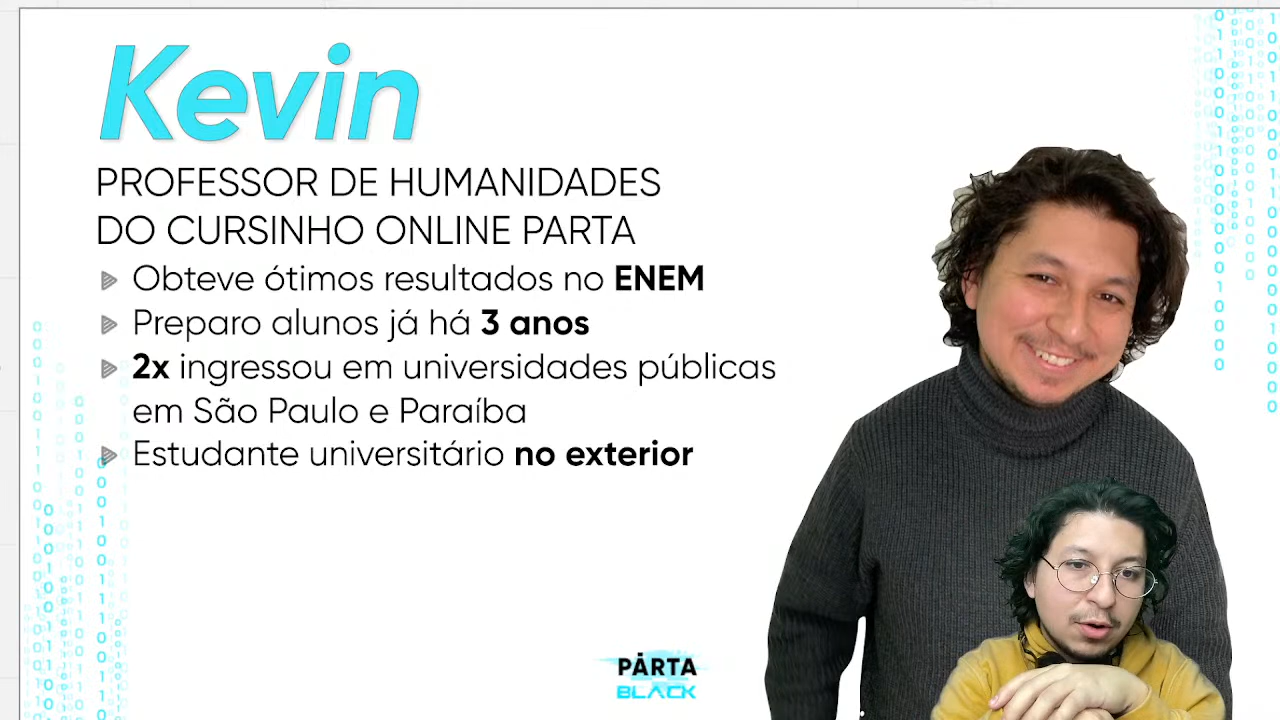 Kevin
PROFESSOR DE HUMANIDADES
DO CURSINHO ONLINE PARTA
Obteve ótimos resultados no ENEM
Preparo alunos já há 3 anos
2x ingressou em universidades públicas
em São Paulo e Paraíba
Estudante universitário no exterior
PÀRTA
BLACK